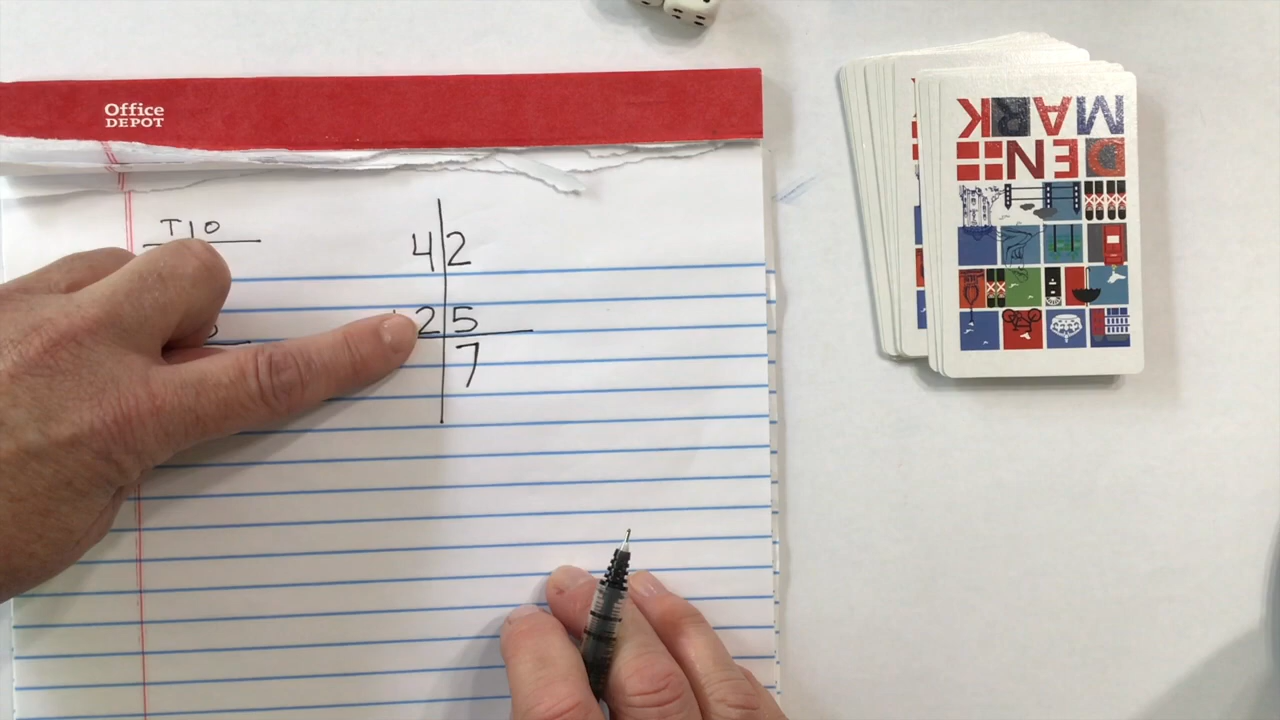 Office
DEPOT
T|O
4|2
+ 2|5
7
DEN
MARK